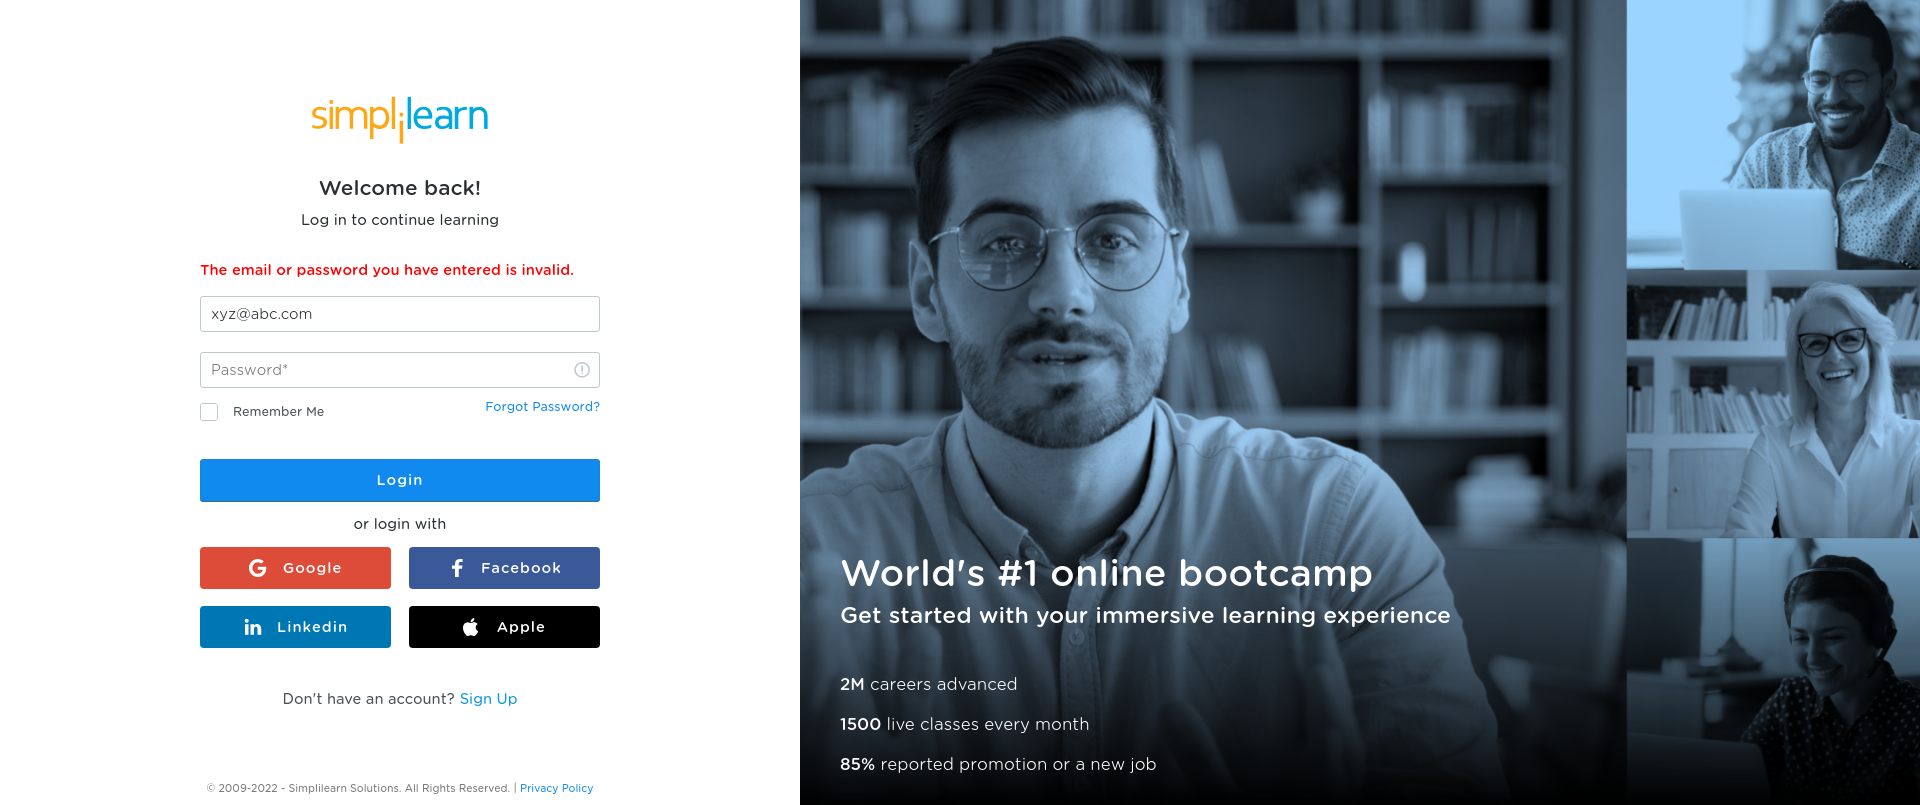 simplilearn
Welcome back!
Log in to continue learning
The email or password you have entered is invalid.
xyz@abc.com
Password*
Remember Me
Forgot Password?
Login
or login with
Google
Facebook
Linkedin
Apple
Don't have an account? Sign Up
© 2009-2022 - Simplilearn Solutions. All Rights Reserved. | Privacy Policy
World's #1 online bootcamp
Get started with your immersive learning experience
2M careers advanced
1500 live classes every month
85% reported promotion or a new job